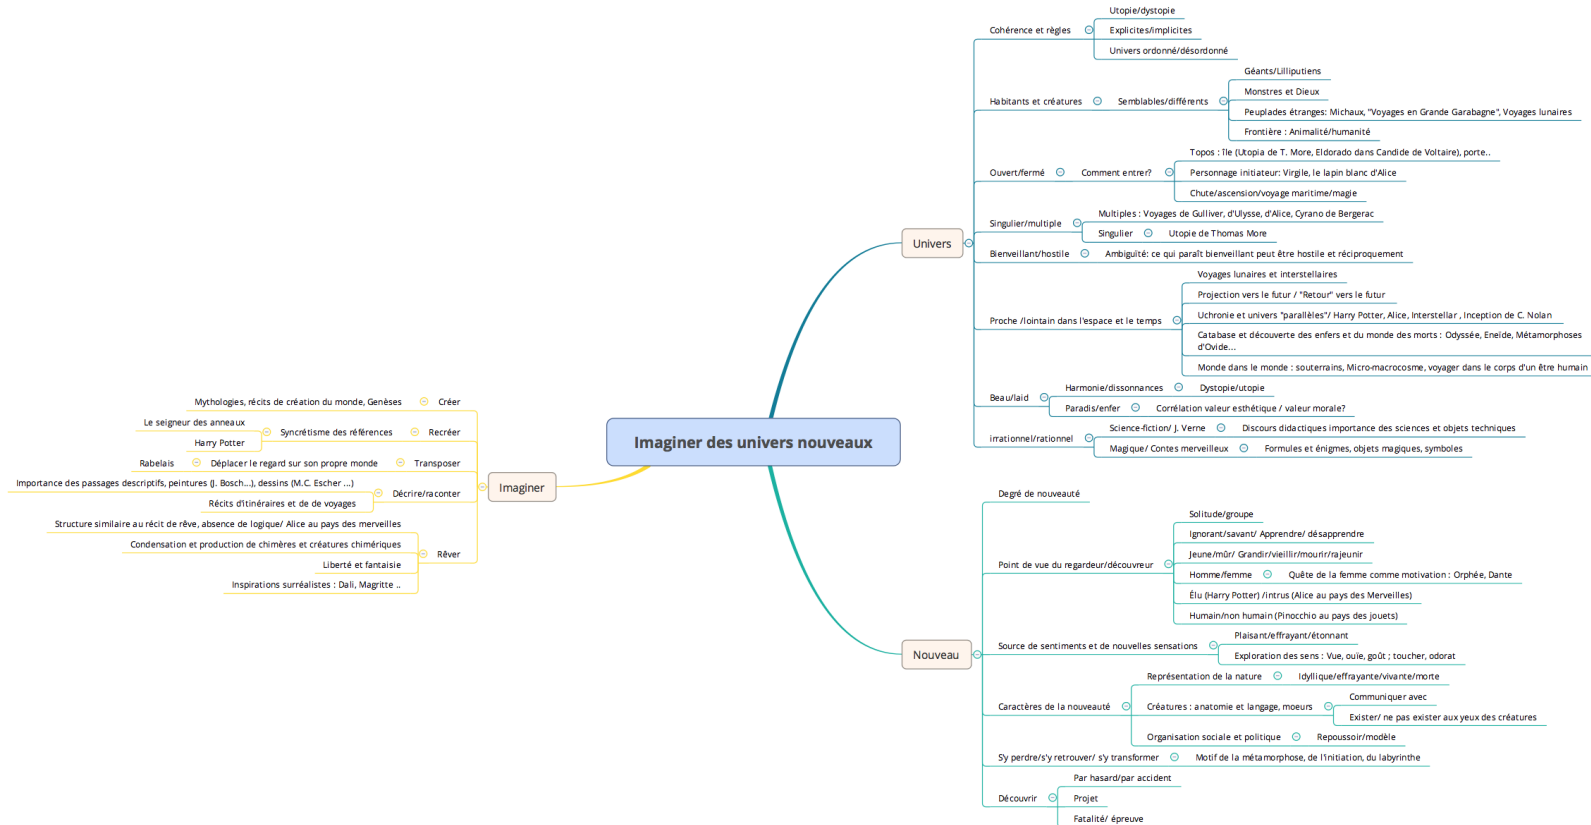 Imaginer des univers nouveaux
Univers
Cohérence et règles
Utopie/dystopie
Explicites/implicites
Univers ordonné/désordonné
Habitants et créatures
Semblables/différents
Géants/Lilliputiens
Monstres et Dieux
Peuplades étranges: Michaux, "Voyages en Grande Garabagne", Voyages lunaires
Frontière : Animalité/humanité
Ouvert/fermé
Comment entrer?
Topos : île (Utopia de T. More, Eldorado dans Candide de Voltaire), porte..
Personnage initiateur: Virgile, le lapin blanc d'Alice
Chute/ascension/voyage maritime/magie
Singulier/multiple
Multiples : Voyages de Gulliver, d'Ulysse, d'Alice, Cyrano de Bergerac
Singulier
Utopie de Thomas More
Bienveillant/hostile
Ambiguïté: ce qui paraît bienveillant peut être hostile et réciproquement
Proche /lointain dans l'espace et le temps
Voyages lunaires et interstellaires
Projection vers le futur / "Retour" vers le futur
Uchronie et univers "parallèles"/ Harry Potter, Alice, Interstellar , Inception de C. Nolan
Catabase et découverte des enfers et du monde des morts : Odyssée, Eneïde, Métamorphoses
d'Ovide...
Monde dans le monde : souterrains, Micro-macrocosme, voyager dans le corps d'un être humain
Beau/laid
Harmonie/dissonnances
Dystopie/utopie
Paradis/enfer
Corrélation valeur esthétique / valeur morale?
irrationnel/rationnel
Science-fiction/ J. Verne
Discours didactiques importance des sciences et objets techniques
Magique/ Contes merveilleux
Formules et énigmes, objets magiques, symboles
Nouveau
Degré de nouveauté
Point de vue du regardeur/découvreur
Solitude/groupe
Ignorant/savant/ Apprendre/ désapprendre
Jeune/mûr/ Grandir/vieillir/mourir/rajeunir
Homme/femme
Quête de la femme comme motivation : Orphée, Dante
Élu (Harry Potter) /intrus (Alice au pays des Merveilles)
Humain/non humain (Pinocchio au pays des jouets)
Source de sentiments et de nouvelles sensations
Plaisant/effrayant/étonnant
Exploration des sens : Vue, ouïe, goût ; toucher, odorat
Caractères de la nouveauté
Représentation de la nature
Idyllique/effrayante/vivante/morte
Créatures : anatomie et langage, moeurs
Communiquer avec
Exister/ ne pas exister aux yeux des créatures
Organisation sociale et politique
Repoussoir/modèle
S'y perdre/s'y retrouver/ s'y transformer
Motif de la métamorphose, de l'initiation, du labyrinthe
Découvrir
Par hasard/par accident
Projet
Fatalité/ épreuve
Imaginer
Créer
Mythologies, récits de création du monde, Genèses
Recréer
Syncrétisme des références
Le seigneur des anneaux
Harry Potter
Transposer
Déplacer le regard sur son propre monde
Rabelais
Décrire/raconter
Importance des passages descriptifs, peintures (J. Bosch...), dessins (M.C. Escher ...)
Récits d'itinéraires et de de voyages
Rêver
Structure similaire au récit de rêve, absence de logique/ Alice au pays des merveilles
Condensation et production de chimères et créatures chimériques
Liberté et fantaisie
Inspirations surréalistes : Dali, Magritte ..